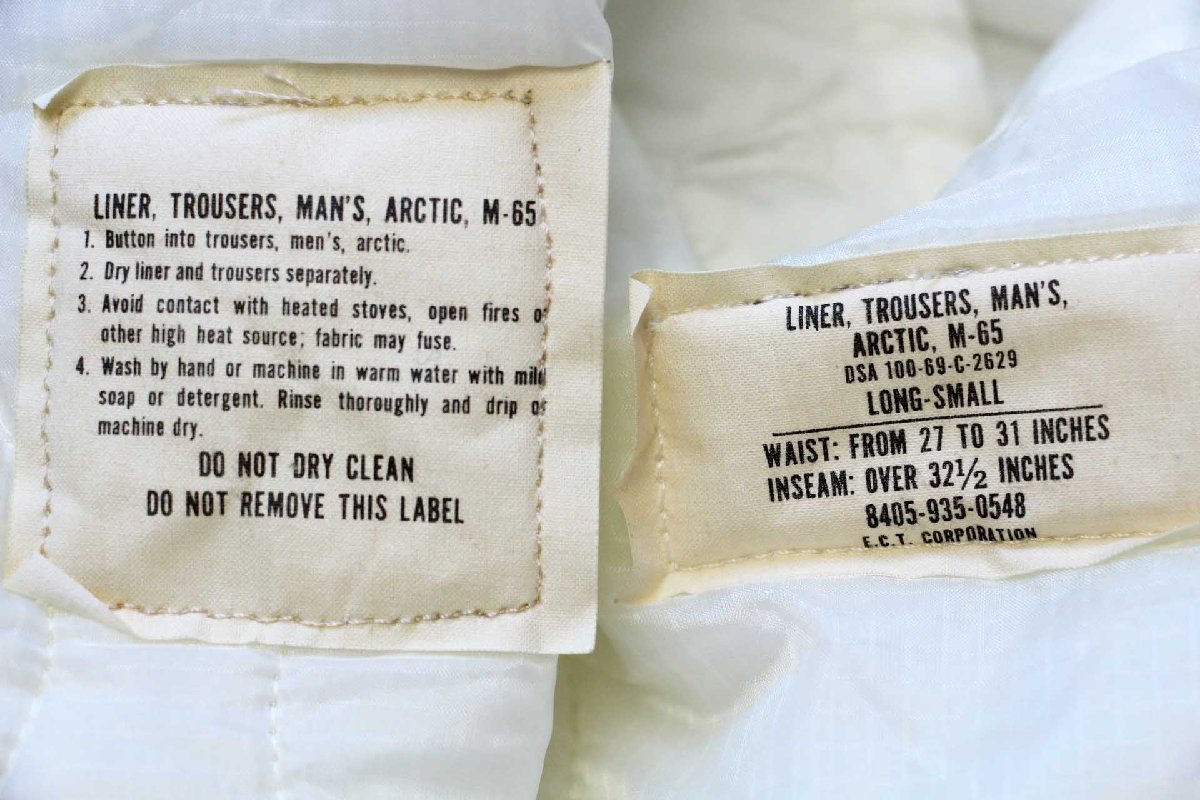 LINER, TROUSERS, MAN'S, ARCTIC, M-65
1. Button into trousers, men's, arctic.
2. Dry liner and trousers separately.
3. Avoid contact with heated stoves, open fires or
other high heat source; fabric may fuse.
4. Wash by hand or machine in warm water with mild
soap or detergent. Rinse thoroughly and drip or
machine dry.
DO NOT DRY CLEAN
DO NOT REMOVE THIS LABEL
LINER, TROUSERS, MAN'S,
ARCTIC, M-65
DSA 100-69-C-2629
LONG-SMALL
WAIST: FROM 27 TO 31 INCHES
INSEAM: OVER 32½ INCHES
8405-935-0548
E.C.T. CORPORATION